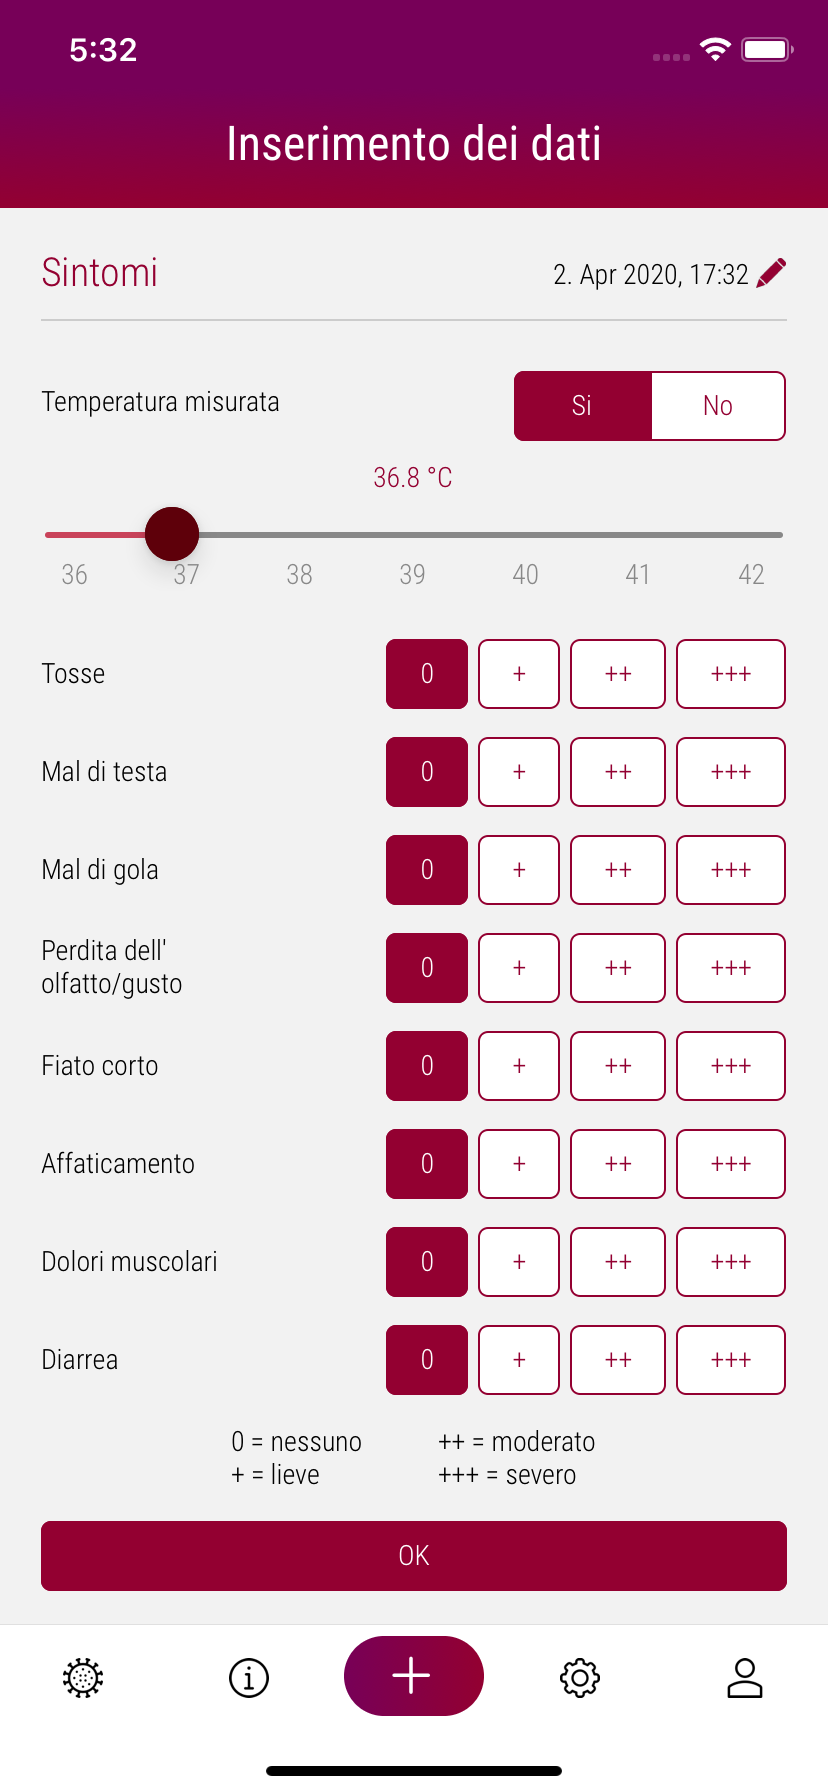 5:32
Inserimento dei dati
Sintomi 2. Apr 2020, 17:32
Temperatura misurata Si No
36.8 °C
36 37 38 39 40 41 42
Tosse 0 + ++ +++
Mal di testa 0 + ++ +++
Mal di gola 0 + ++ +++
Perdita dell'
olfatto/gusto 0 + ++ +++
Fiato corto 0 + ++ +++
Affaticamento 0 + ++ +++
Dolori muscolari 0 + ++ +++
Diarrea 0 + ++ +++
0 = nessuno ++ = moderato
+ = lieve +++ = severo
OK